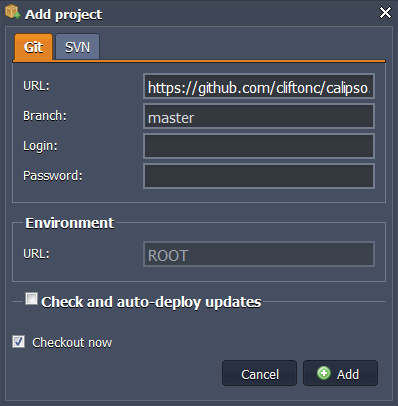 Add project
Git SVN
URL: https://github.com/cliftonc/calipso.
Branch: master
Login:
Password:
Environment
URL: ROOT
Check and auto-deploy updates
Checkout now
Cancel Add